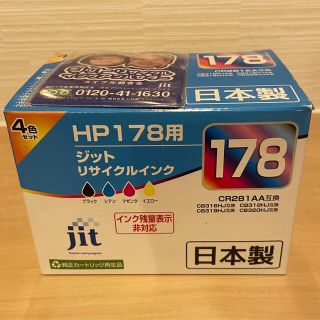 jit
0120-41-1630
178
日本製
4色
セット
HP178用
ジット
リサイクルインク
178
ブラック シアン マゼンタ イエロー
CR281AA互換
CB316HJ互換 CB318HJ互換
CB319HJ互換 CB320HJ互換
インク残量表示
非対応
jit
日本製
純正カートリッジ再生品